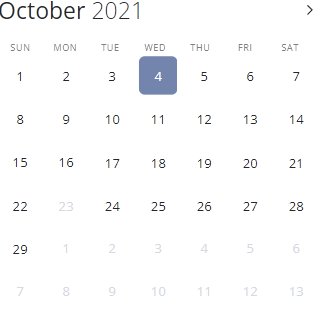 October 2021
SUN MON TUE WED THU FRI SAT
1 2 3 4 5 6 7
8 9 10 11 12 13 14
15 16 17 18 19 20 21
22 23 24 25 26 27 28
29 1 2 3 4 5 6
7 8 9 10 11 12 13